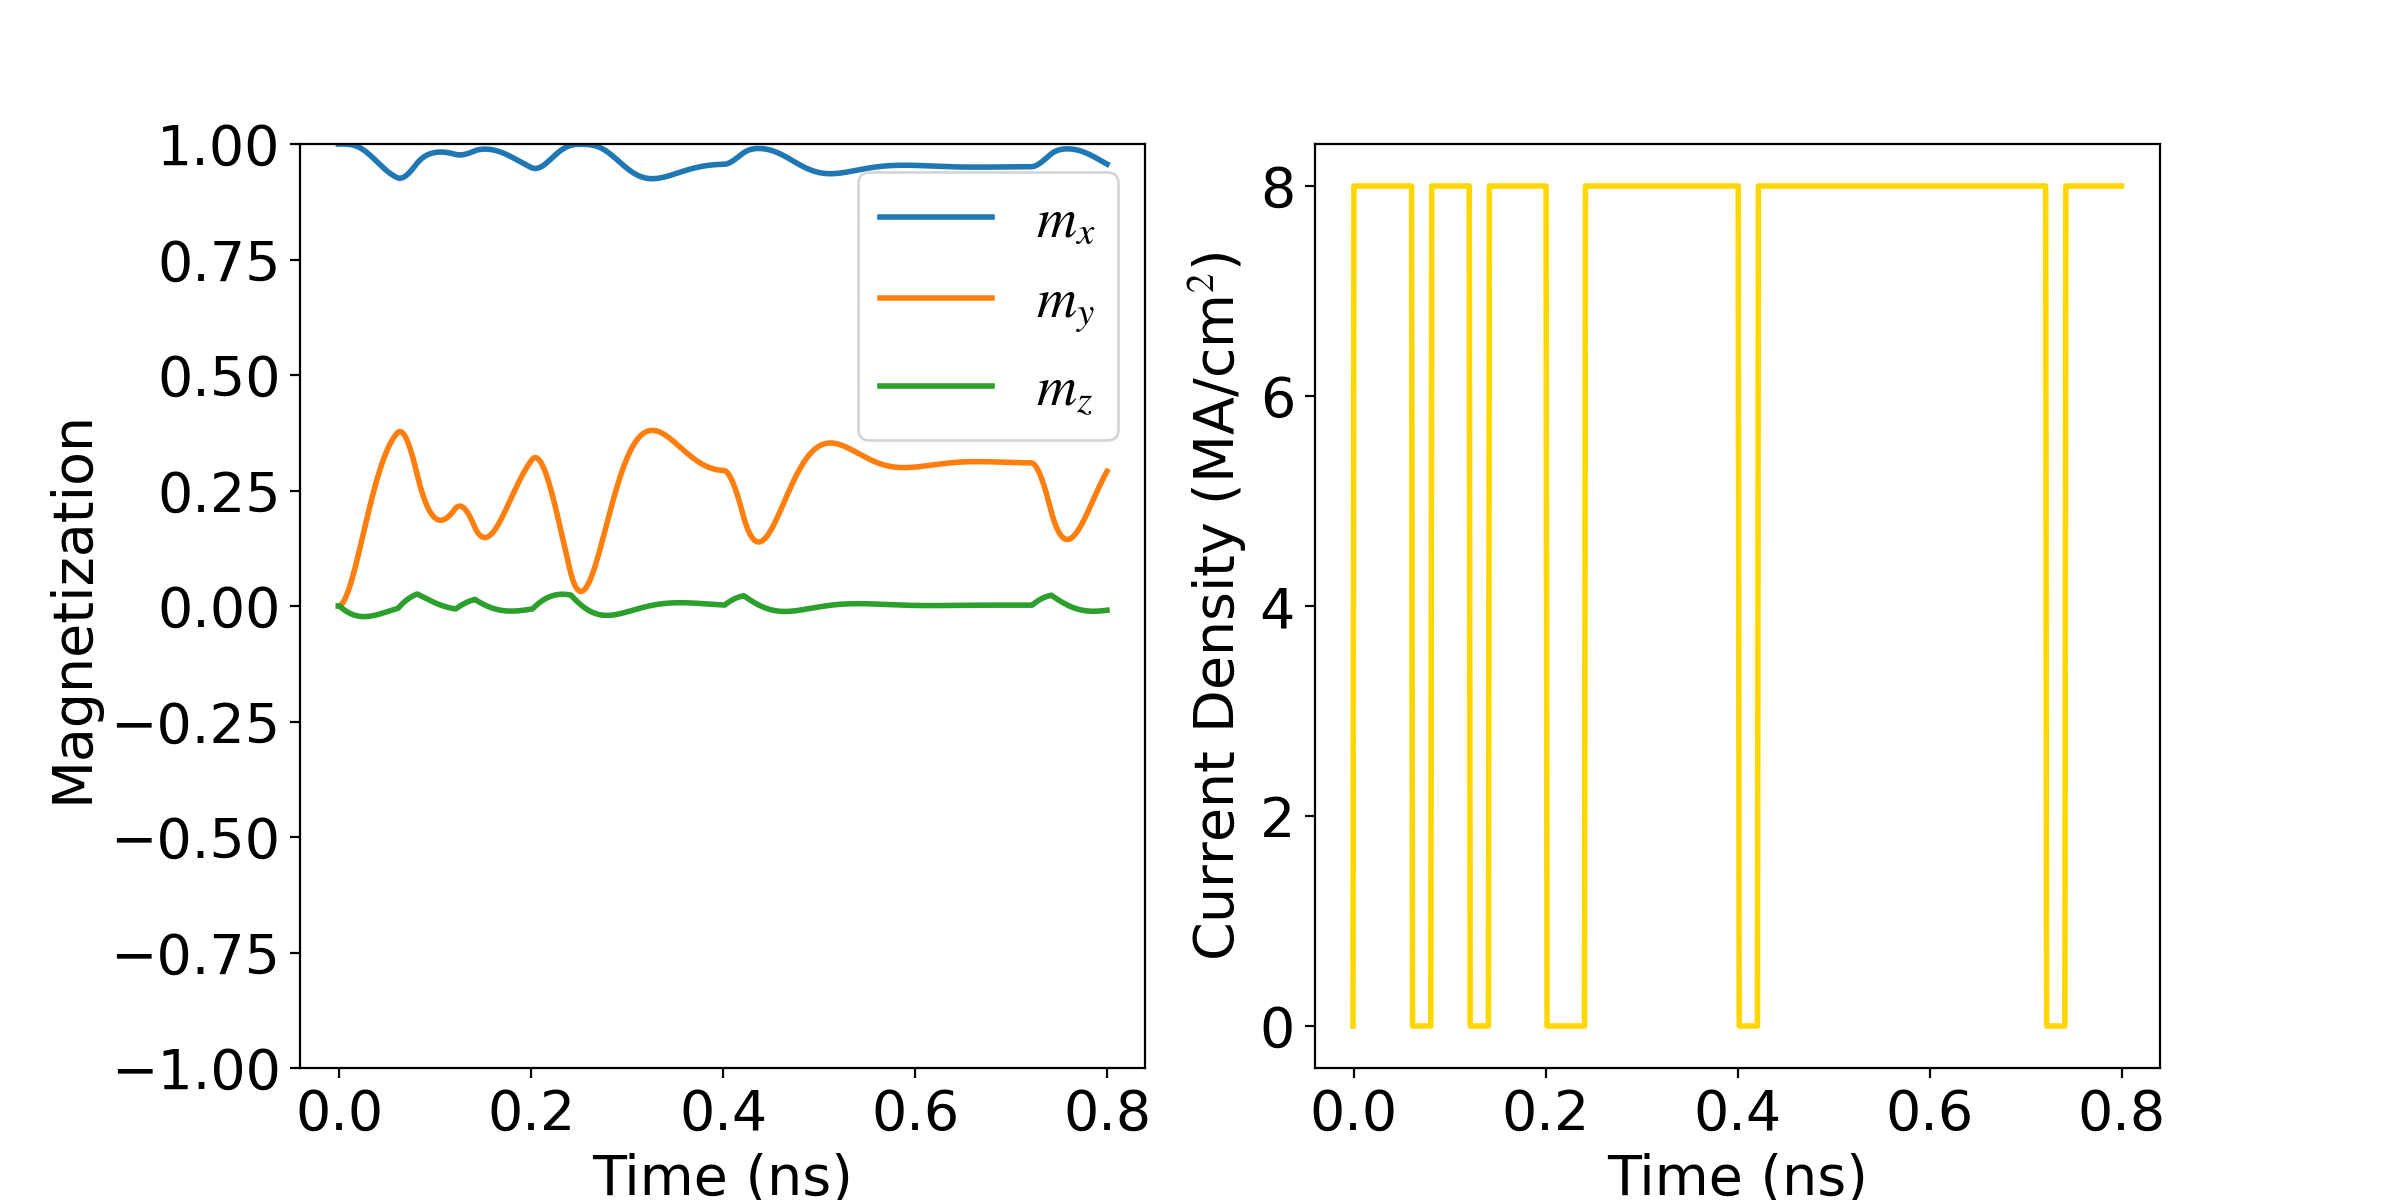 1.00
0.75
0.50
0.25
0.00
−0.25
−0.50
−0.75
−1.00
Magnetization
0.0 0.2 0.4 0.6 0.8
Time (ns)
m_x
m_y
m_z
8
6
4
2
0
Current Density (MA/cm²)
0.0 0.2 0.4 0.6 0.8
Time (ns)